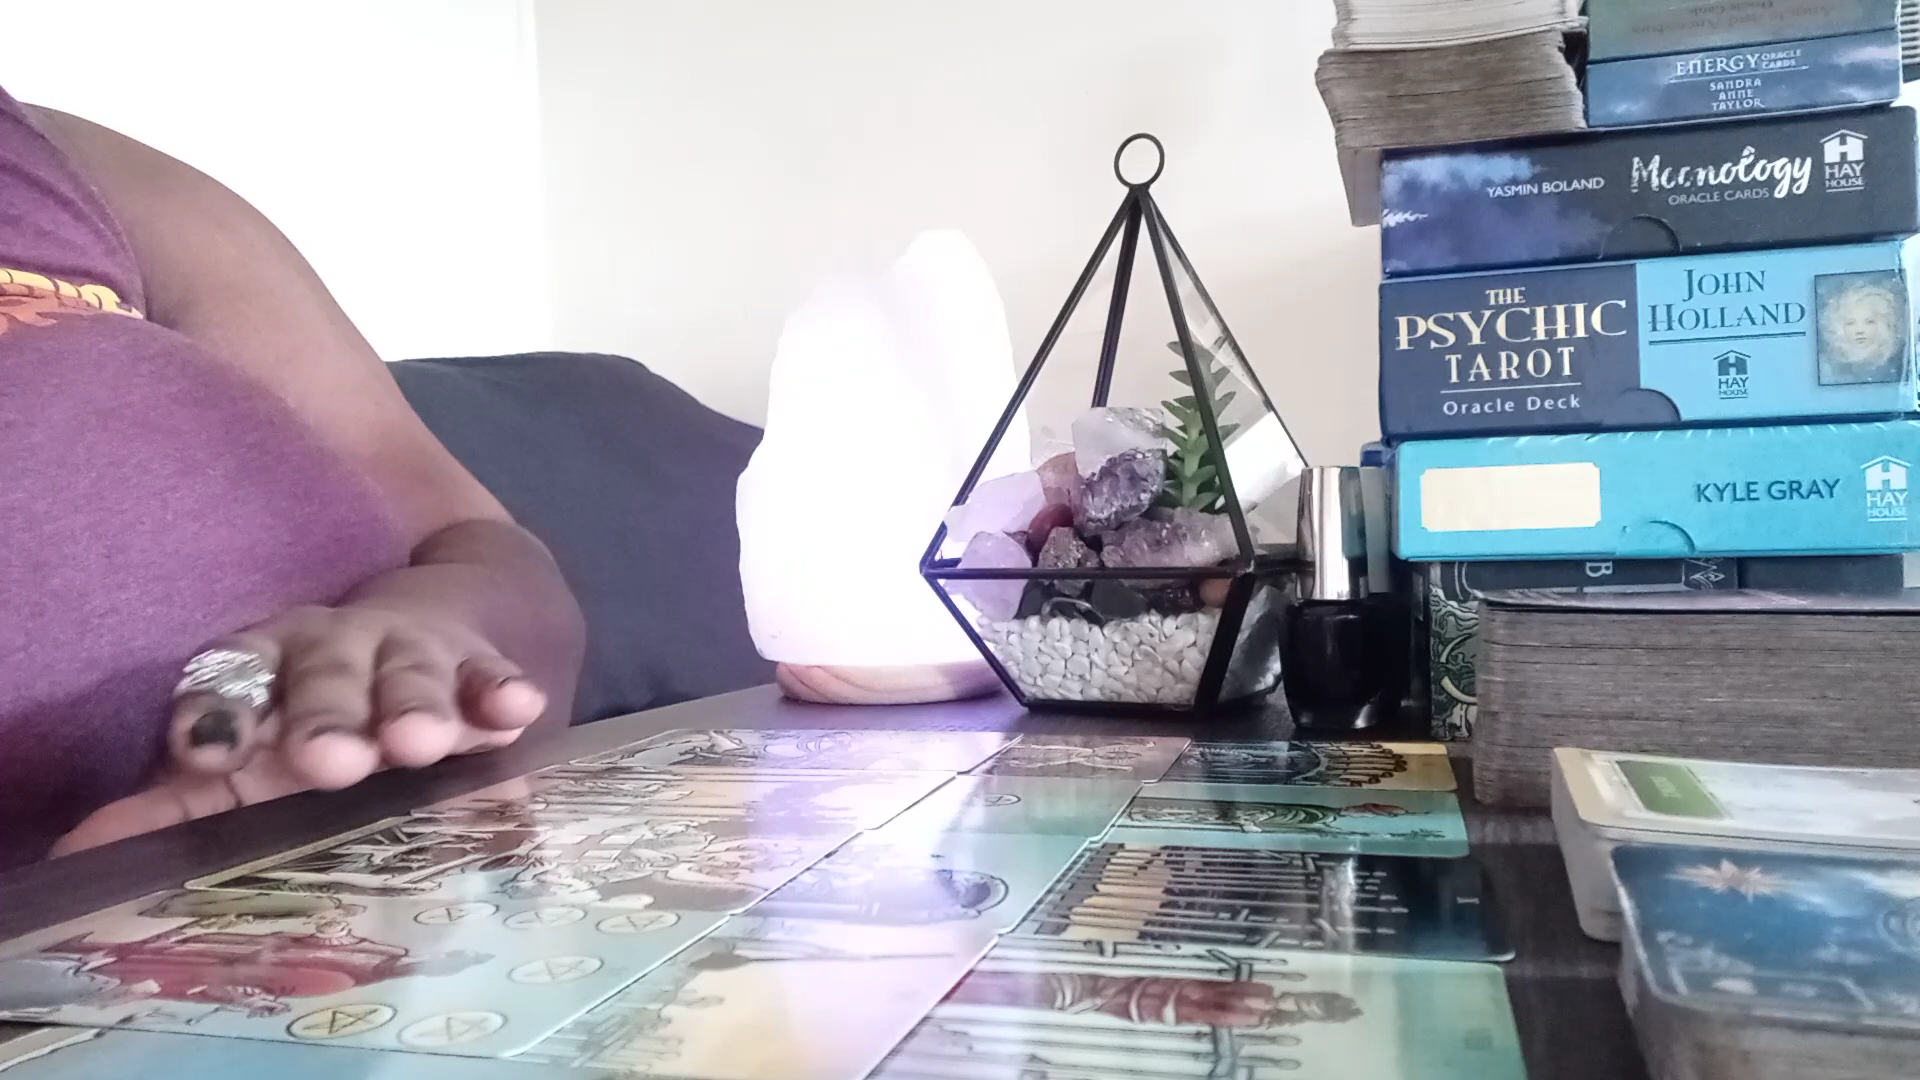 ENERGY ORACLE CARDS
SANDRA
ANNE
TAYLOR
YASMIN BOLAND
Moonology
ORACLE CARDS
HAY
HOUSE
THE
PSYCHIC
TAROT
Oracle Deck
JOHN
HOLLAND
HAY
HOUSE
KYLE GRAY
HAY
HOUSE